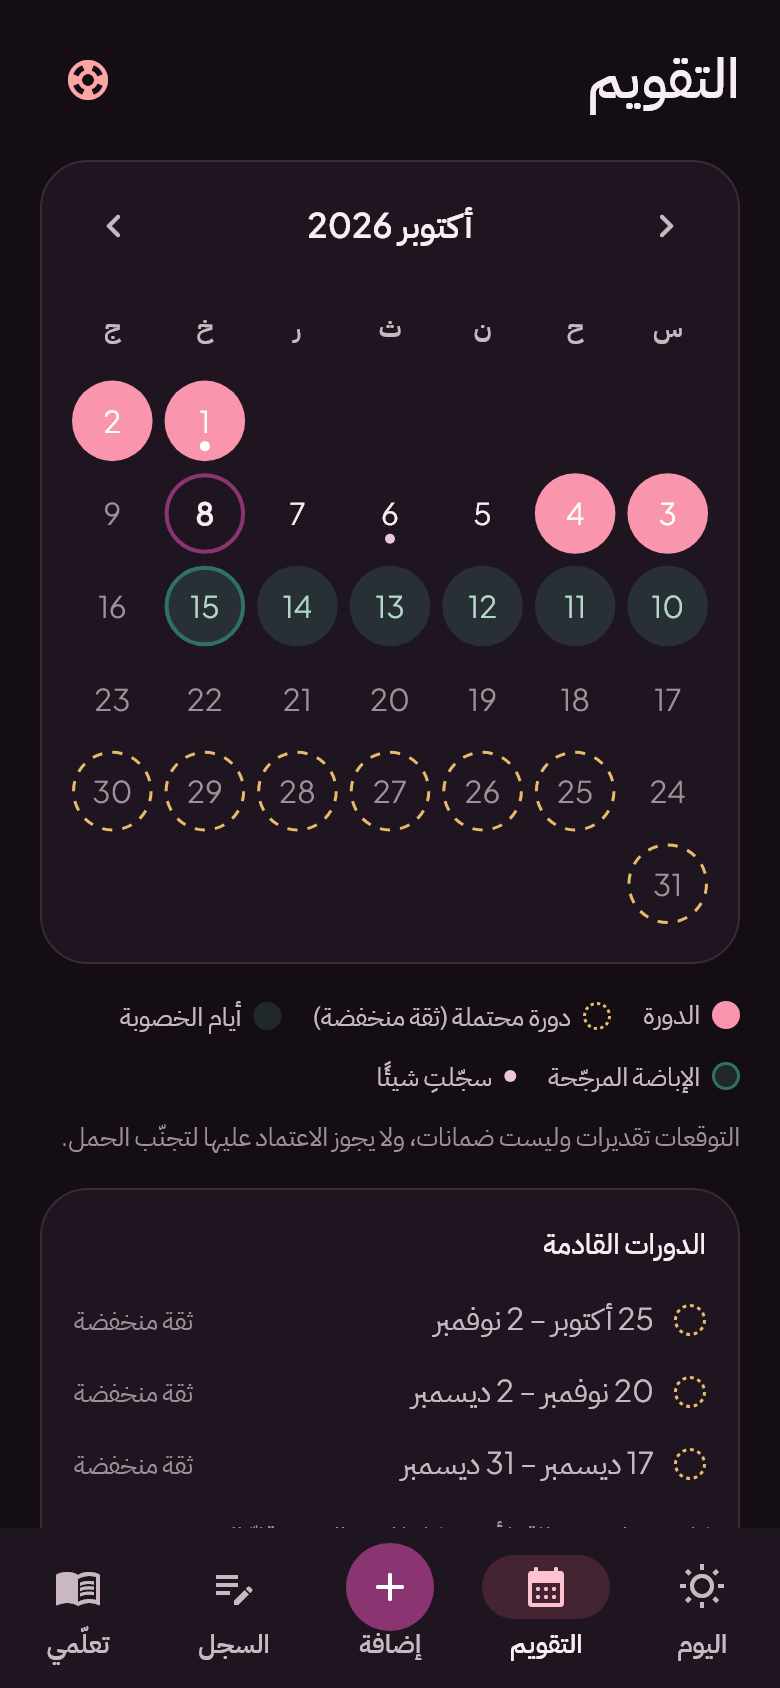 التقويم
أكتوبر 2026
س ح ن ث ر خ ج
1 2
3 4 5 6 7 8 9
10 11 12 13 14 15 16
17 18 19 20 21 22 23
24 25 26 27 28 29 30
31
الدورة دورة محتملة (ثقة منخفضة) أيام الخصوبة
الإباضة المرجّحة سجّلتِ شيئًا
التوقعات تقديرات وليست ضمانات، ولا يجوز الاعتماد عليها لتجنّب الحمل.
الدورات القادمة
25 أكتوبر – 2 نوفمبر ثقة منخفضة
20 نوفمبر – 2 ديسمبر ثقة منخفضة
17 ديسمبر – 31 ديسمبر ثقة منخفضة
اليوم التقويم إضافة السجل تعلّمي